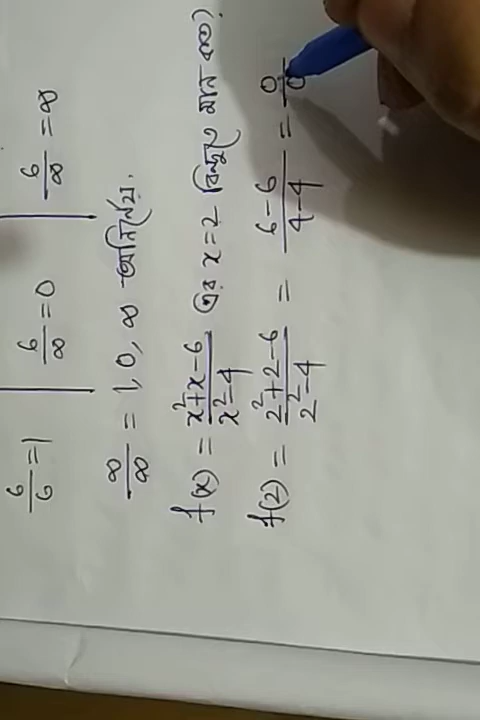 6/6 = 1 | 6/∞ = 0 | 6/∞ = ∞
∞/∞ = 1, 0, ∞ অনির্ণেয়.
f(x) = (x²+x-6)/(x²-4) এর x=2 বিন্দুতে মান কত?
f(2) = (2²+2-6)/(2²-4) = (6-6)/(4-4) = 0/0